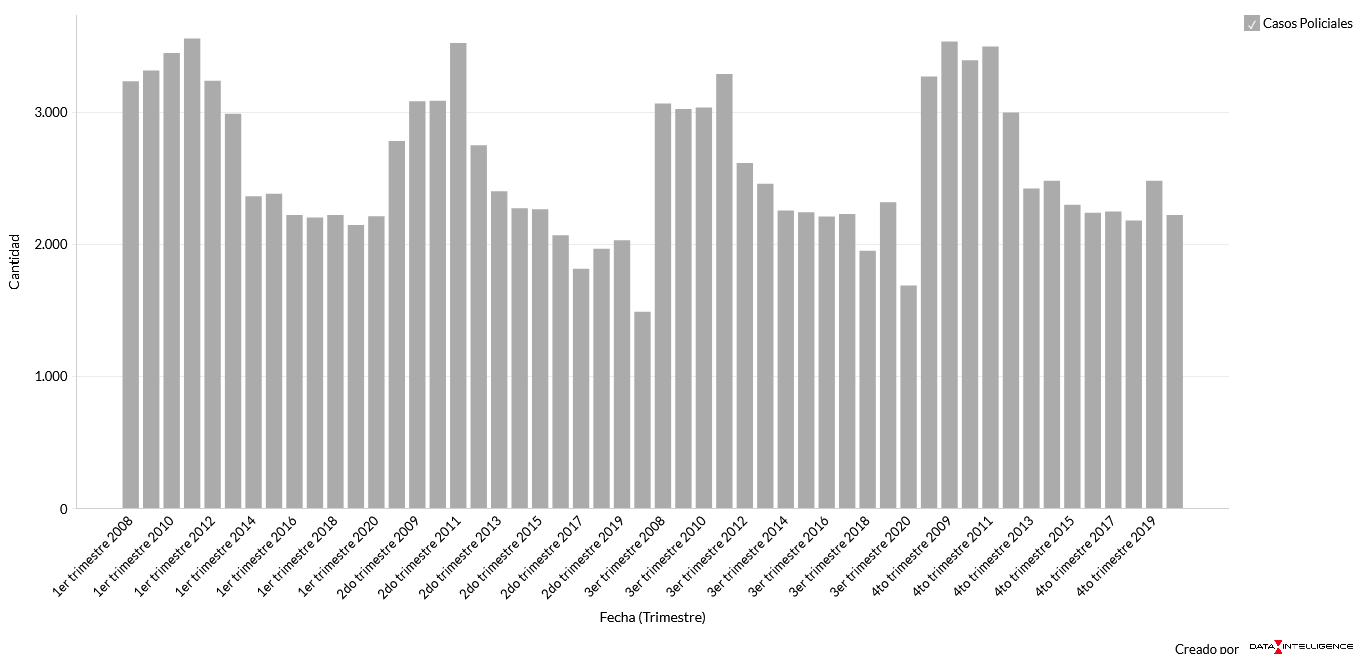 Casos Policiales
3.000
2.000
1.000
0
Cantidad
1er trimestre 2008
1er trimestre 2010
1er trimestre 2012
1er trimestre 2014
1er trimestre 2016
1er trimestre 2018
1er trimestre 2020
2do trimestre 2009
2do trimestre 2011
2do trimestre 2013
2do trimestre 2015
2do trimestre 2017
2do trimestre 2019
3er trimestre 2008
3er trimestre 2010
3er trimestre 2012
3er trimestre 2014
3er trimestre 2016
3er trimestre 2018
3er trimestre 2020
4to trimestre 2009
4to trimestre 2011
4to trimestre 2013
4to trimestre 2015
4to trimestre 2017
4to trimestre 2019
Fecha (Trimestre)
Creado por DATA INTELLIGENCE